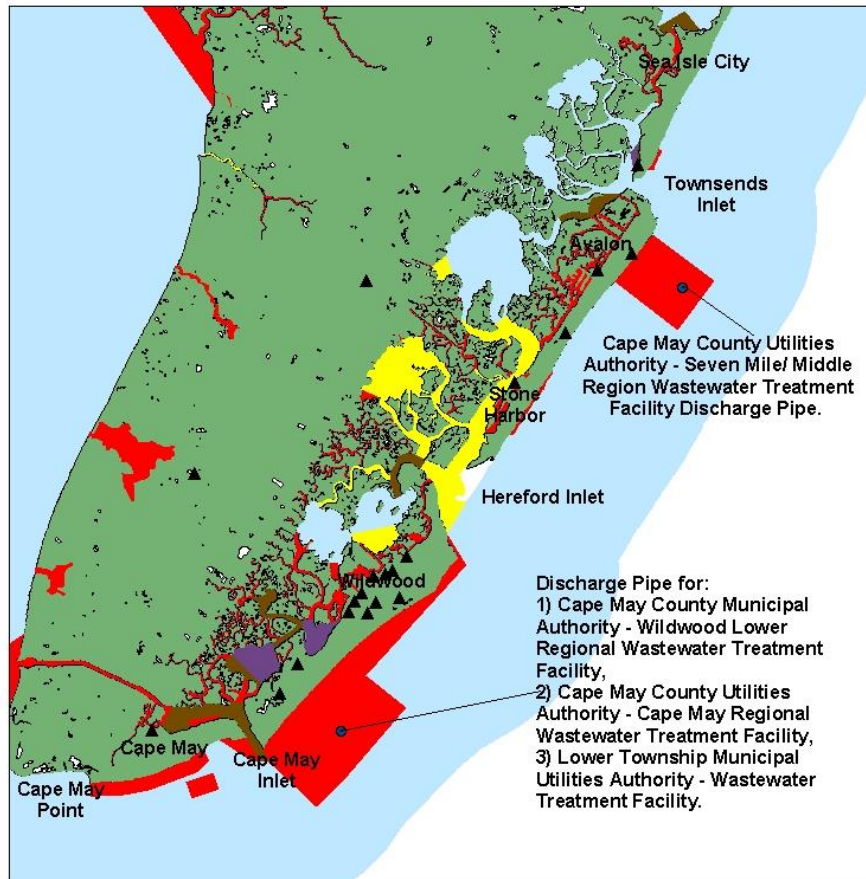 Sea Isle City
Townsends
Inlet
Avalon
Cape May County Utilities
Authority - Seven Mile/ Middle
Region Wastewater Treatment
Facility Discharge Pipe.
Stone
Harbor
Hereford Inlet
Wildwood
Discharge Pipe for:
1) Cape May County Municipal
Authority - Wildwood Lower
Regional Wastewater Treatment
Facility,
2) Cape May County Utilities
Authority - Cape May Regional
Wastewater Treatment Facility,
3) Lower Township Municipal
Utilities Authority - Wastewater
Treatment Facility.
Cape May
Cape May
Inlet
Cape May
Point